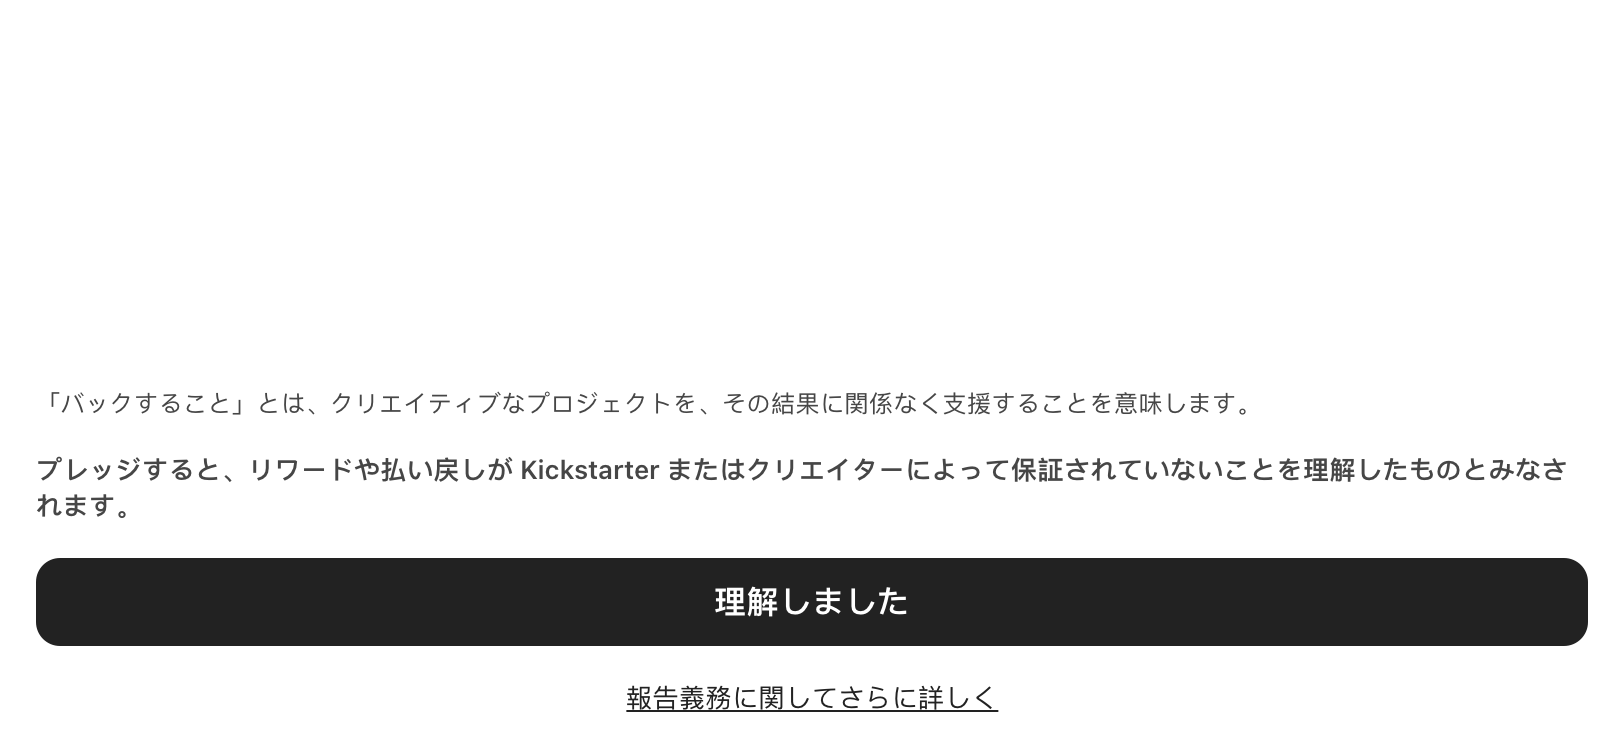 「バックすること」とは、クリエイティブなプロジェクトを、その結果に関係なく支援することを意味します。
プレッジすると、リワードや払い戻しが Kickstarter またはクリエイターによって保証されていないことを理解したものとみなさ
れます。
理解しました
報告義務に関してさらに詳しく